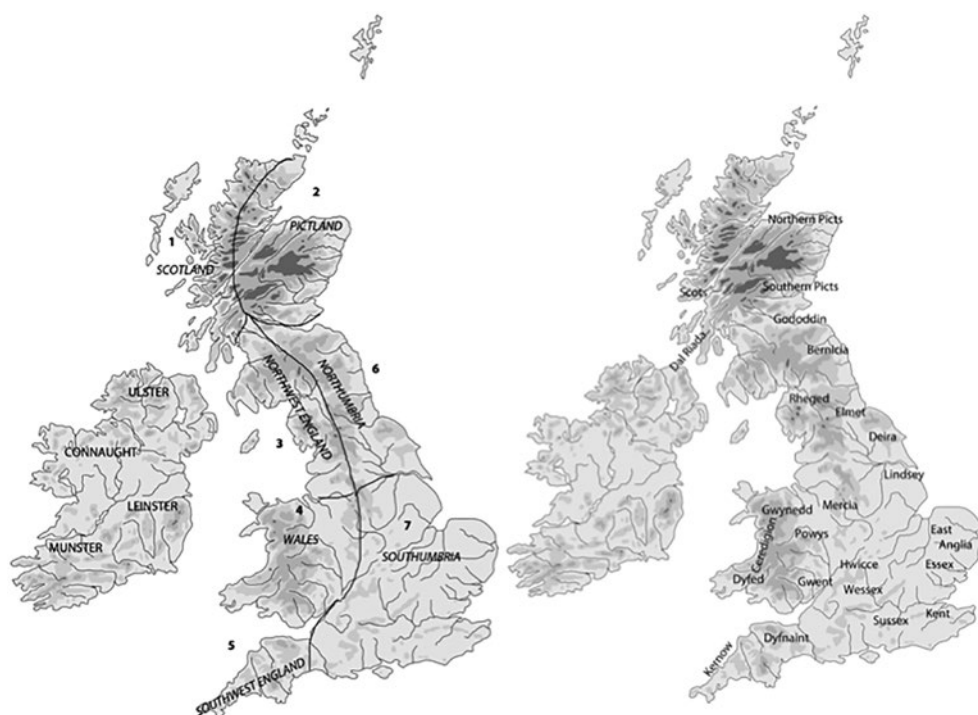 2
PICTLAND
1
SCOTLAND
6
NORTHUMBRIA
NORTHWEST ENGLAND
3
ULSTER
CONNAUGHT
LEINSTER
MUNSTER
4
WALES
7
SOUTHUMBRIA
5
SOUTHWEST ENGLAND
Northern Picts
Southern Picts
Scots
Gododdin
Dal Riada
Bernicia
Rheged
Elmet
Deira
Lindsey
Gwynedd
Mercia
Ceredigion
Powys
East
Anglia
Hwicce
Essex
Dyfed
Gwent
Wessex
Sussex
Kent
Dyfnaint
Kernow